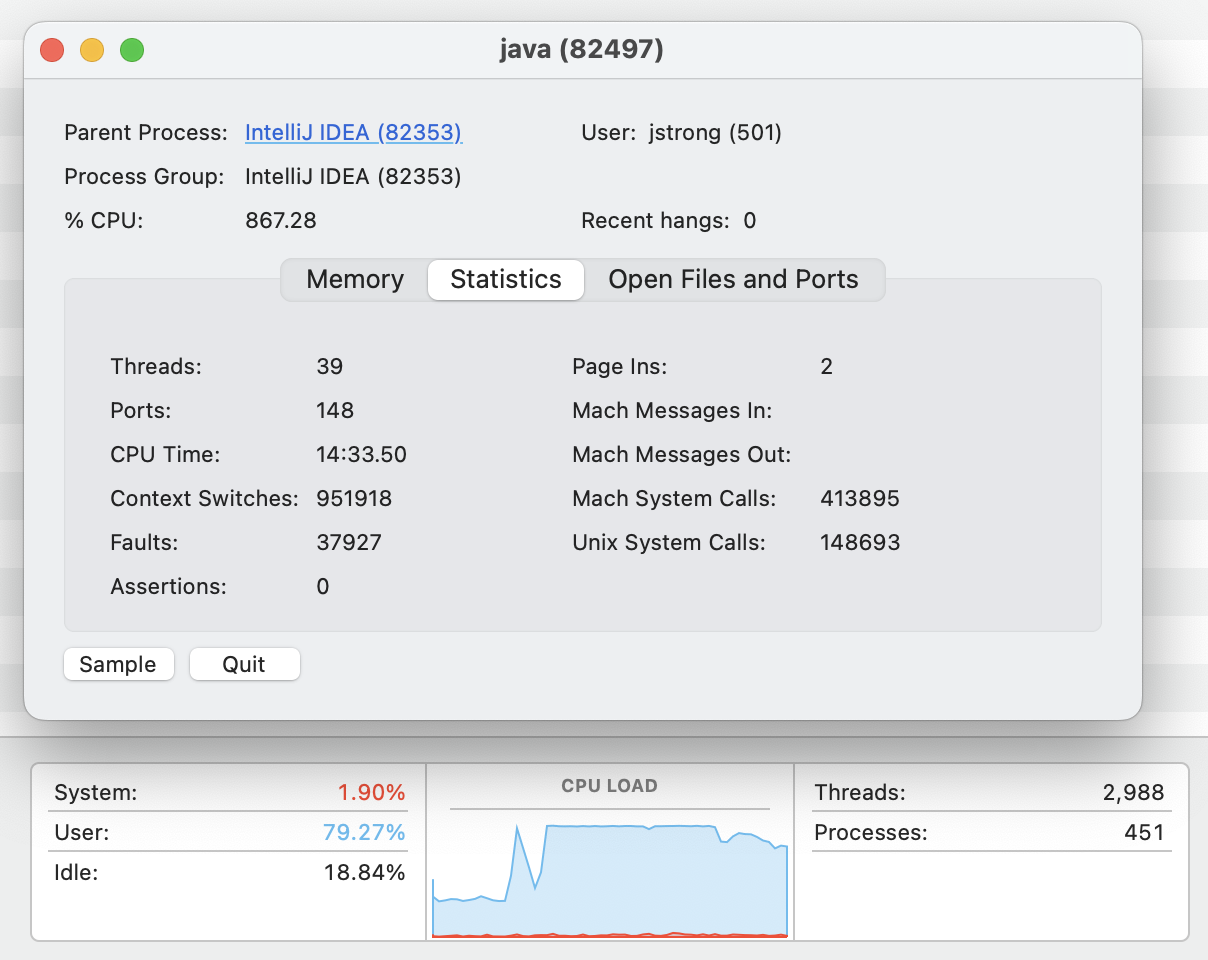 java (82497)
Parent Process: IntelliJ IDEA (82353) User: jstrong (501)
Process Group: IntelliJ IDEA (82353)
% CPU: 867.28 Recent hangs: 0
Memory Statistics Open Files and Ports
Threads: 39 Page Ins: 2
Ports: 148 Mach Messages In:
CPU Time: 14:33.50 Mach Messages Out:
Context Switches: 951918 Mach System Calls: 413895
Faults: 37927 Unix System Calls: 148693
Assertions: 0
Sample Quit
System: 1.90% CPU LOAD Threads: 2,988
User: 79.27% Processes: 451
Idle: 18.84%